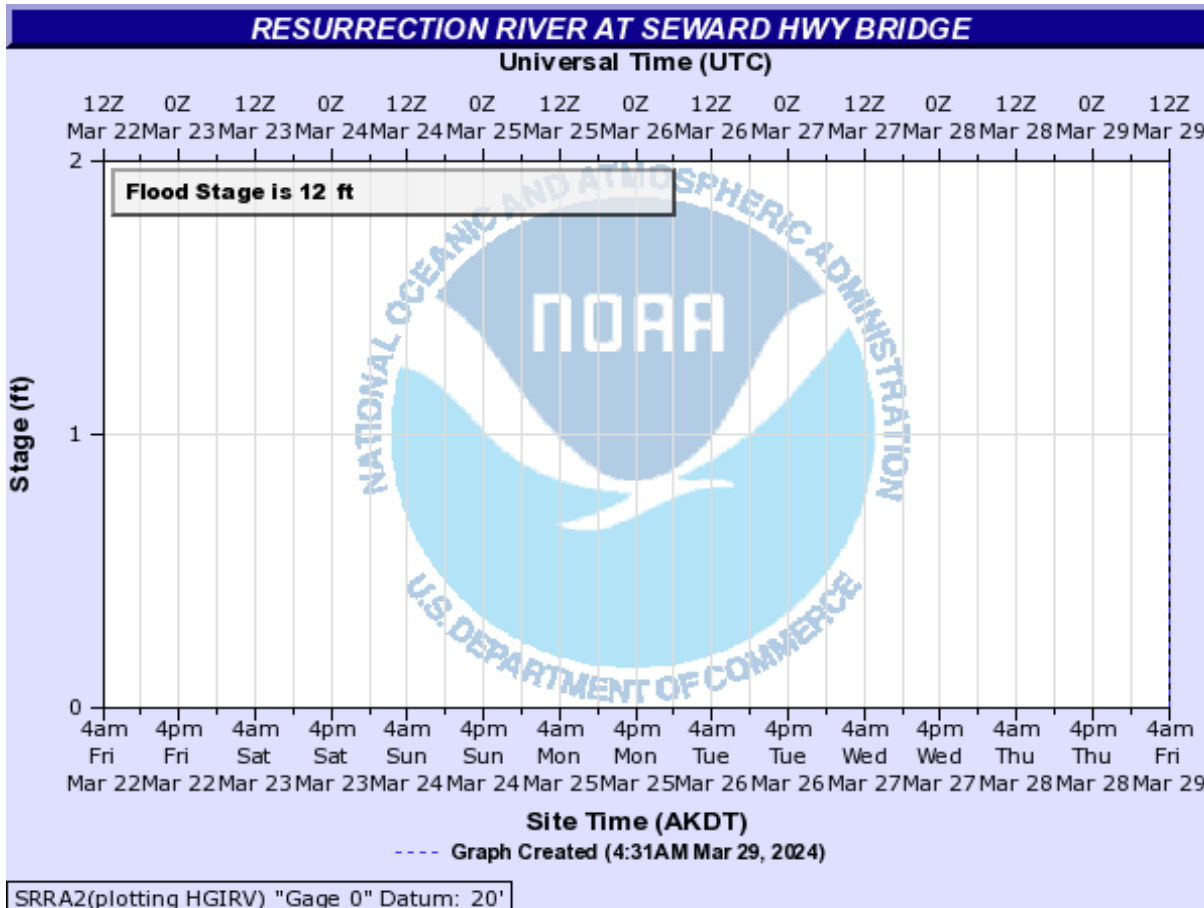 RESURRECTION RIVER AT SEWARD HWY BRIDGE
Universal Time (UTC)
12Z 0Z 12Z 0Z 12Z 0Z 12Z 0Z 12Z 0Z 12Z 0Z 12Z 0Z 12Z
Mar 22 Mar 23 Mar 23 Mar 24 Mar 24 Mar 25 Mar 25 Mar 26 Mar 26 Mar 27 Mar 27 Mar 28 Mar 28 Mar 29 Mar 29
2
Flood Stage is 12 ft
NATIONAL OCEANIC AND ATMOSPHERIC ADMINISTRATION
NOAA
U.S. DEPARTMENT OF COMMERCE
Stage (ft)
1
0
4am 4pm 4am 4pm 4am 4pm 4am 4pm 4am 4pm 4am 4pm 4am 4pm 4am
Fri Fri Sat Sat Sun Sun Mon Mon Tue Tue Wed Wed Thu Thu Fri
Mar 22 Mar 22 Mar 23 Mar 23 Mar 24 Mar 24 Mar 25 Mar 25 Mar 26 Mar 26 Mar 27 Mar 27 Mar 28 Mar 28 Mar 29
Site Time (AKDT)
---- Graph Created (4:31AM Mar 29, 2024)
SRRA2(plotting HGIRV) "Gage 0" Datum: 20'